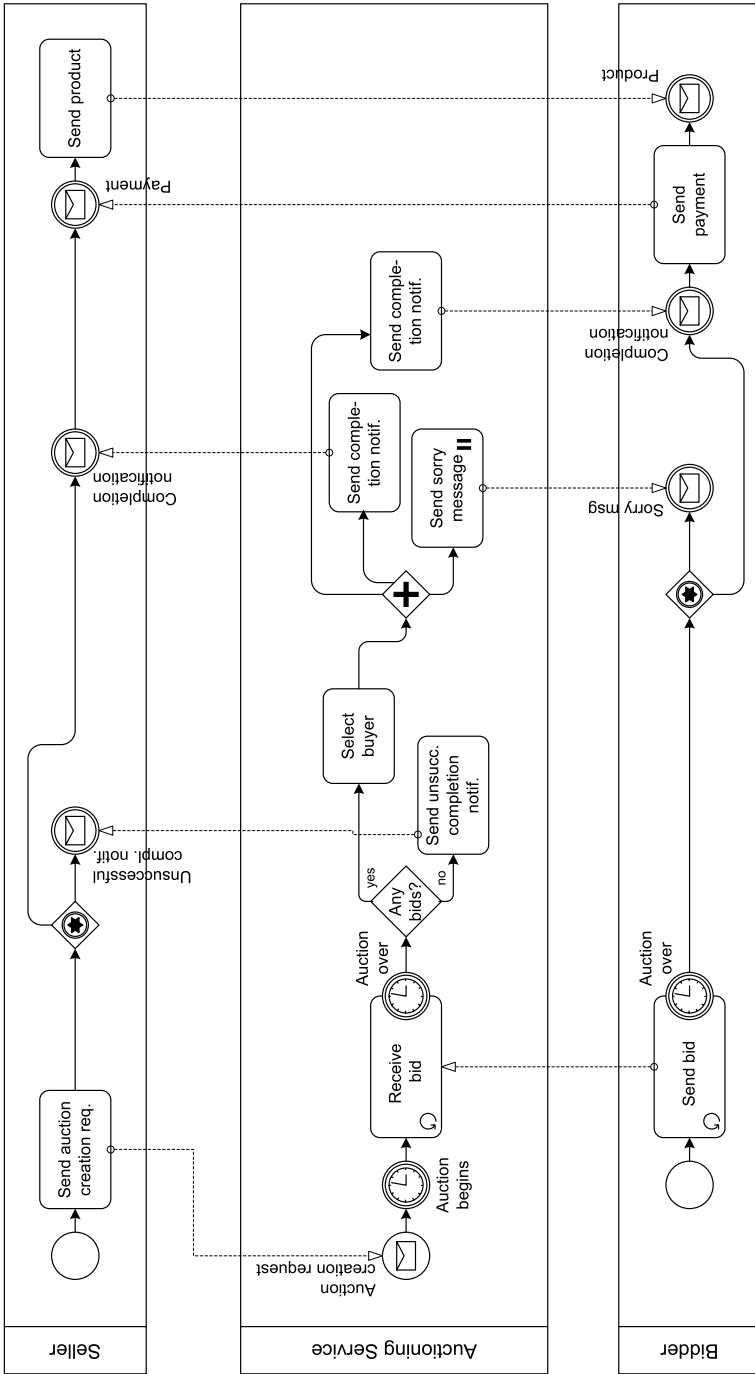 Seller
Send auction
creation req.
Unsuccessful
compl. notif.
Completion
notification
Payment
Send product
Auctioning Service
Auction
creation request
Auction
begins
Receive
bid
Auction
over
Any
bids?
yes
no
Send unsucc.
completion
notif.
Select
buyer
Send comple-
tion notif.
Send comple-
tion notif.
Send sorry
message
Bidder
Send bid
Auction
over
Sorry msg
Completion
notification
Send
payment
Product